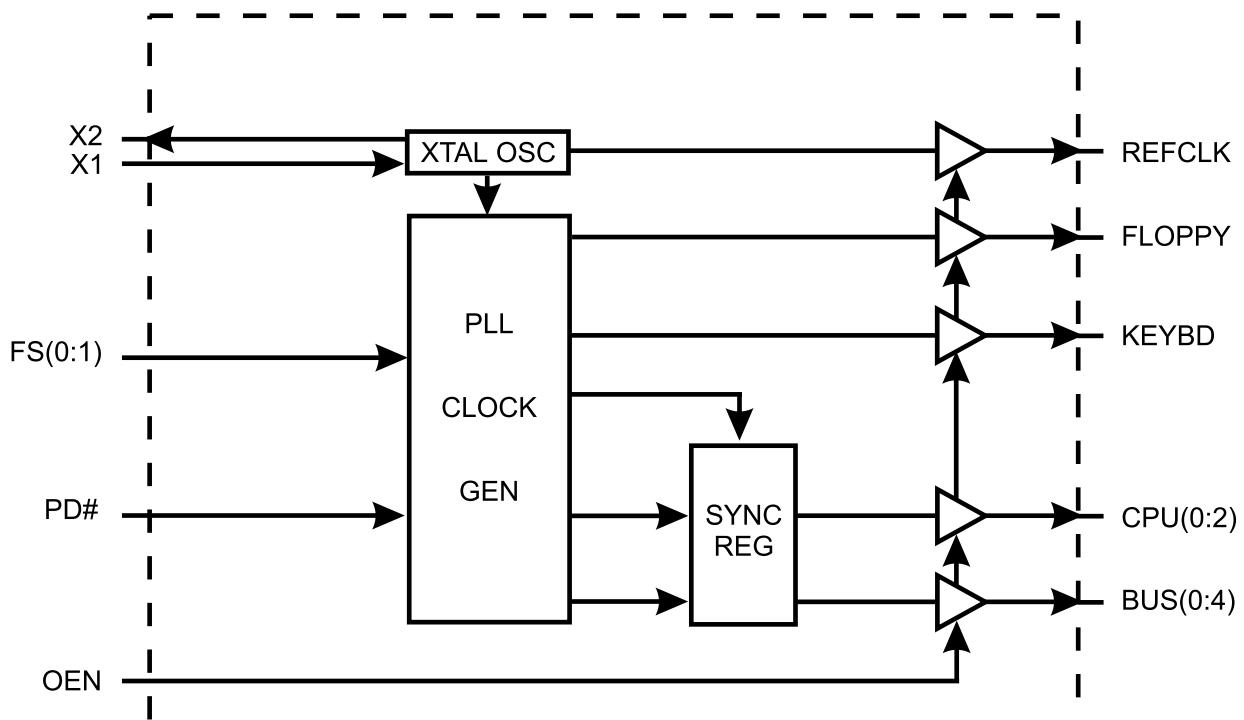 X2
X1
XTAL OSC
REFCLK
FLOPPY
PLL
KEYBD
FS(0:1)
CLOCK
GEN
PD#
SYNC
REG
CPU(0:2)
BUS(0:4)
OEN